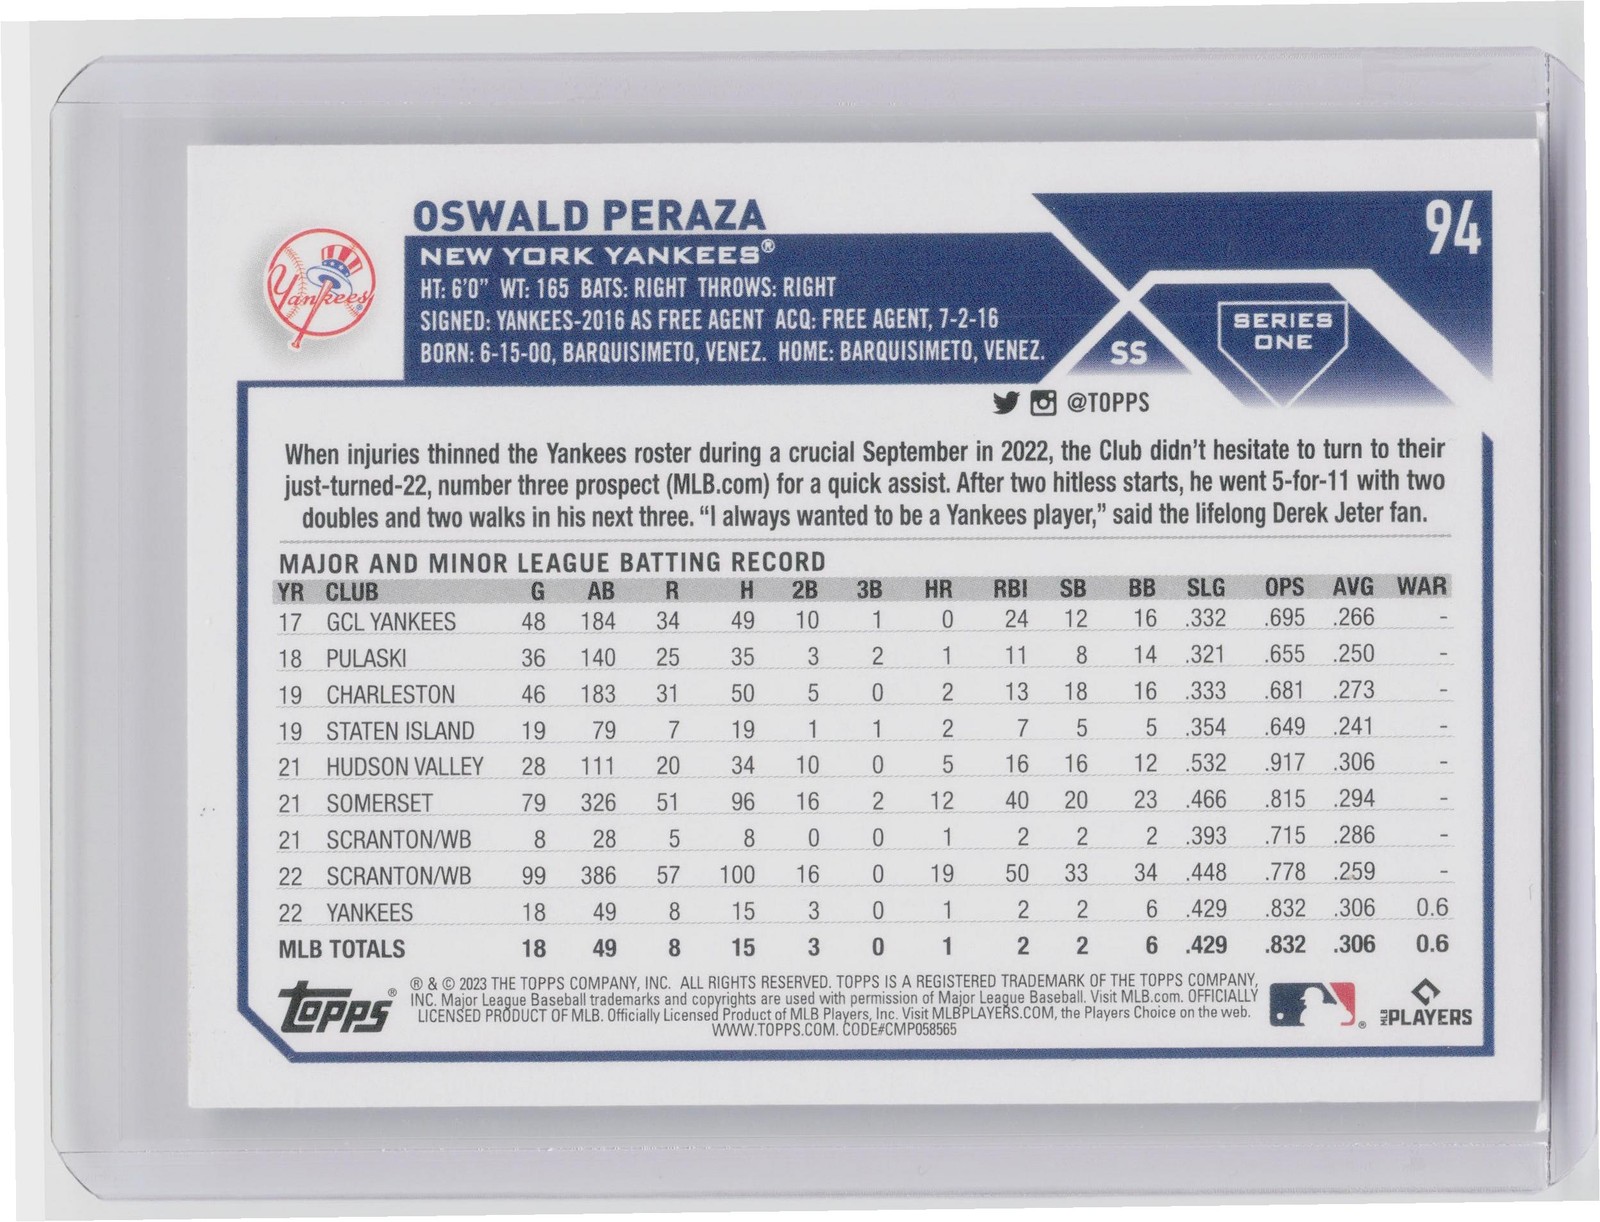 94
OSWALD PERAZA
NEW YORK YANKEES®
HT: 6'0" WT: 165 BATS: RIGHT THROWS: RIGHT
SIGNED: YANKEES-2016 AS FREE AGENT ACQ: FREE AGENT, 7-2-16
BORN: 6-15-00, BARQUISIMETO, VENEZ. HOME: BARQUISIMETO, VENEZ.
Yankees®
SS
SERIES
ONE
@TOPPS
When injuries thinned the Yankees roster during a crucial September in 2022, the Club didn't hesitate to turn to their
just-turned-22, number three prospect (MLB.com) for a quick assist. After two hitless starts, he went 5-for-11 with two
doubles and two walks in his next three. “I always wanted to be a Yankees player,” said the lifelong Derek Jeter fan.
MAJOR AND MINOR LEAGUE BATTING RECORD
YR CLUB G AB R H 2B 3B HR RBI SB BB SLG OPS AVG WAR
17 GCL YANKEES 48 184 34 49 10 1 0 24 12 16 .332 .695 .266 -
18 PULASKI 36 140 25 35 3 2 1 11 8 14 .321 .655 .250 -
19 CHARLESTON 46 183 31 50 5 0 2 13 18 16 .333 .681 .273 -
19 STATEN ISLAND 19 79 7 19 1 1 2 7 5 5 .354 .649 .241 -
21 HUDSON VALLEY 28 111 20 34 10 0 5 16 16 12 .532 .917 .306 -
21 SOMERSET 79 326 51 96 16 2 12 40 20 23 .466 .815 .294 -
21 SCRANTON/WB 8 28 5 8 0 0 1 2 2 2 .393 .715 .286 -
22 SCRANTON/WB 99 386 57 100 16 0 19 50 33 34 .448 .778 .259 -
22 YANKEES 18 49 8 15 3 0 1 2 2 6 .429 .832 .306 0.6
MLB TOTALS 18 49 8 15 3 0 1 2 2 6 .429 .832 .306 0.6
topps®
® & © 2023 THE TOPPS COMPANY, INC. ALL RIGHTS RESERVED. TOPPS IS A REGISTERED TRADEMARK OF THE TOPPS COMPANY,
INC. Major League Baseball trademarks and copyrights are used with permission of Major League Baseball. Visit MLB.com. OFFICIALLY
LICENSED PRODUCT OF MLB. Officially Licensed Product of MLB Players, Inc. Visit MLBPLAYERS.COM, the Players Choice on the web.
WWW.TOPPS.COM. CODE#CMP058565
®
MLB PLAYERS